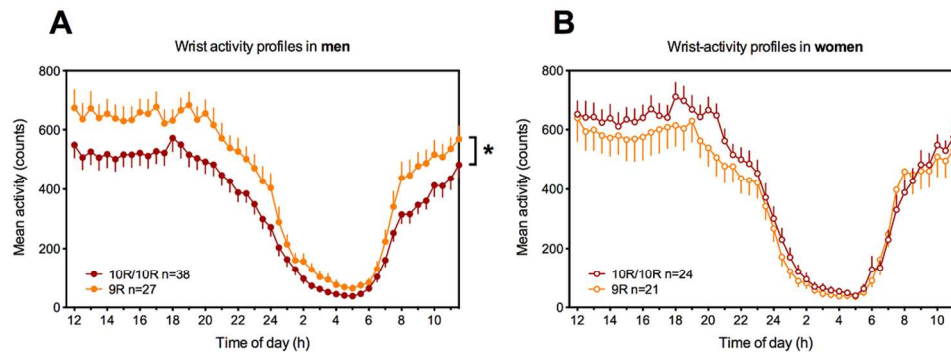 A
Wrist activity profiles in men
800
600
400
200
0
Mean activity (counts)
*
10R/10R n=38
9R n=27
12 14 16 18 20 22 24 2 4 6 8 10
Time of day (h)
B
Wrist-activity profiles in women
800
600
400
200
0
Mean activity (counts)
10R/10R n=24
9R n=21
12 14 16 18 20 22 24 2 4 6 8 10
Time of day (h)